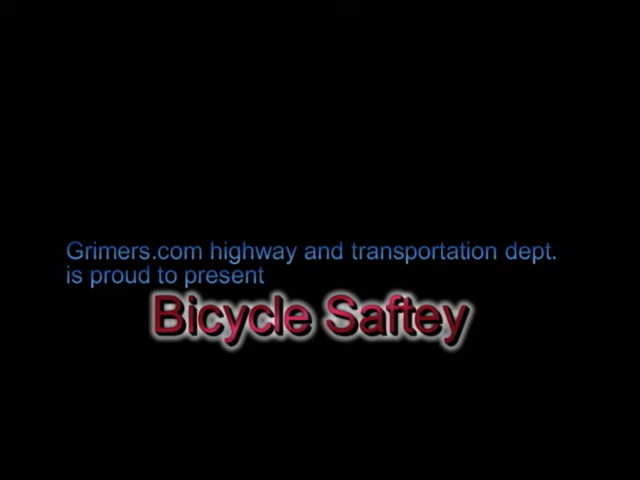 Grimers.com highway and transportation dept.
is proud to present
Bicycle Saftey